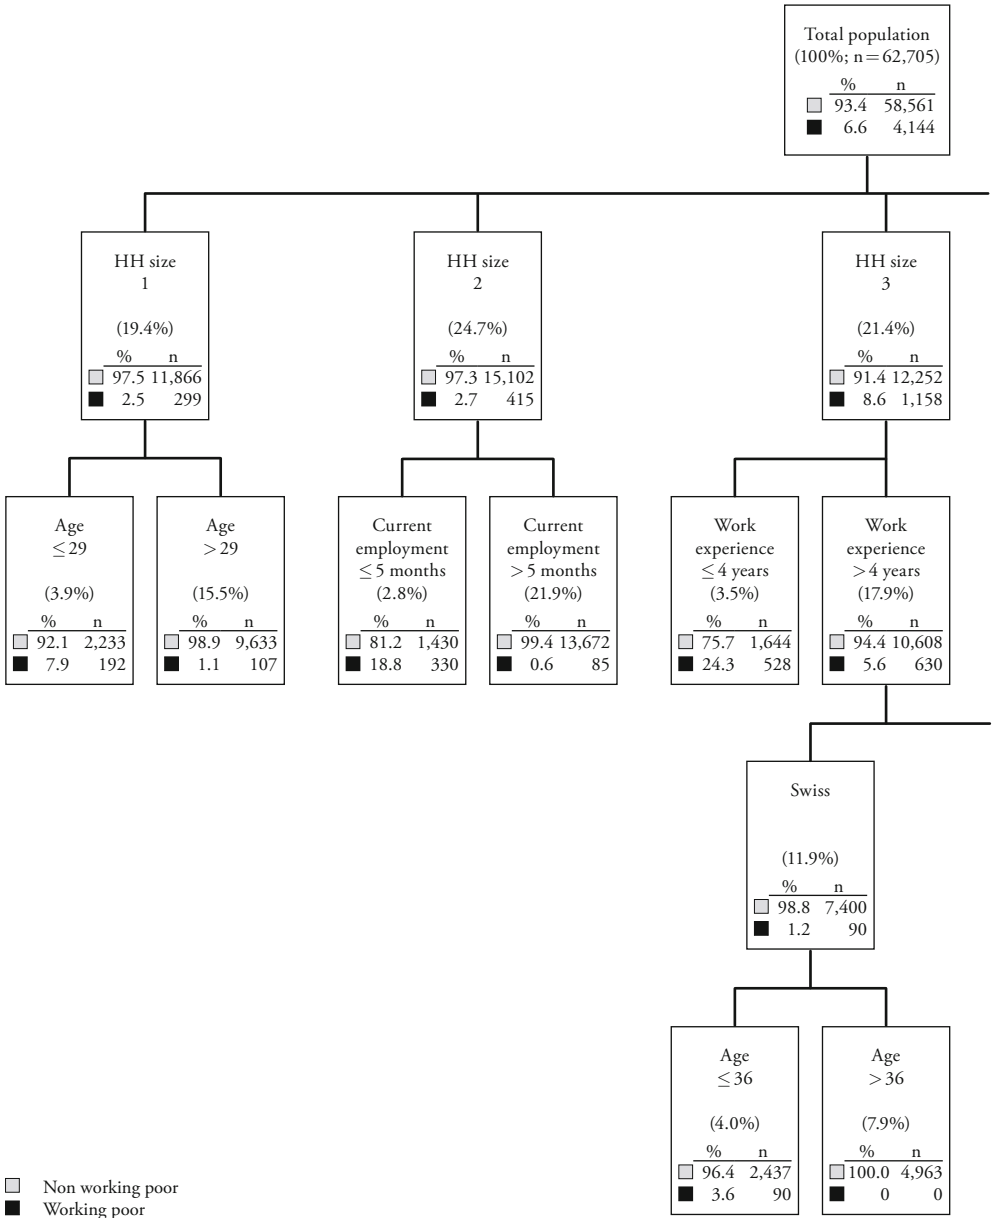 Total population
(100%; n=62,705)
% n
93.4 58,561
6.6 4,144
HH size
1
(19.4%)
% n
97.5 11,866
2.5 299
HH size
2
(24.7%)
% n
97.3 15,102
2.7 415
HH size
3
(21.4%)
% n
91.4 12,252
8.6 1,158
Age
≤29
(3.9%)
% n
92.1 2,233
7.9 192
Age
>29
(15.5%)
% n
98.9 9,633
1.1 107
Current
employment
≤5 months
(2.8%)
% n
81.2 1,430
18.8 330
Current
employment
>5 months
(21.9%)
% n
99.4 13,672
0.6 85
Work
experience
≤4 years
(3.5%)
% n
75.7 1,644
24.3 528
Work
experience
>4 years
(17.9%)
% n
94.4 10,608
5.6 630
Swiss
(11.9%)
% n
98.8 7,400
1.2 90
Age
≤36
(4.0%)
% n
96.4 2,437
3.6 90
Age
>36
(7.9%)
% n
100.0 4,963
0 0
Non working poor
Working poor